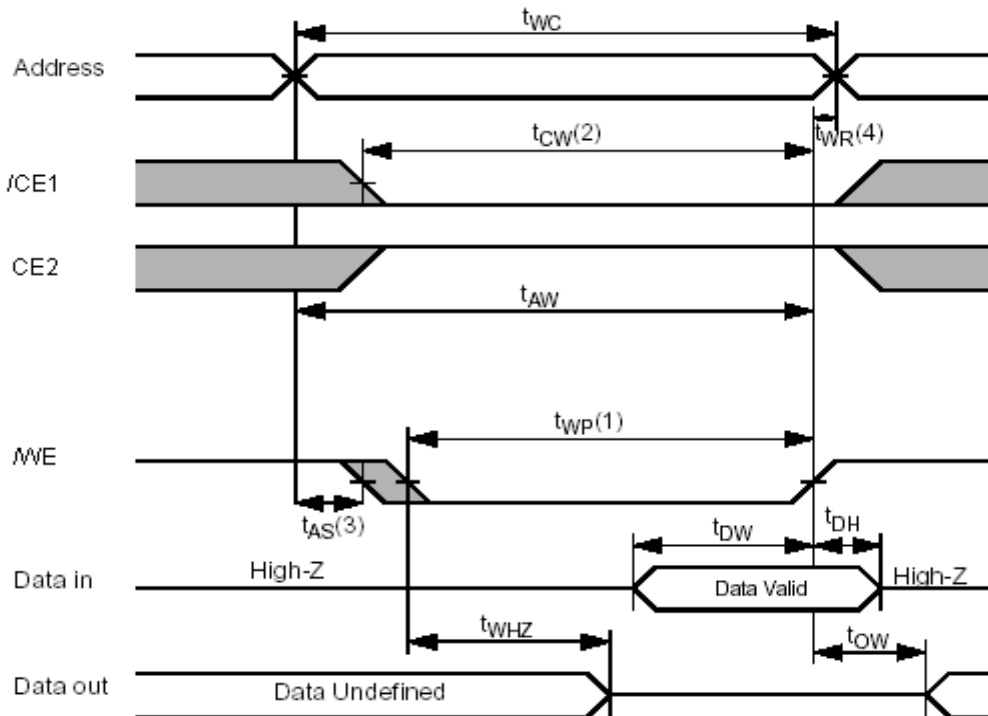 tWC
Address
tCW(2)
tWR(4)
/CE1
CE2
tAW
tWP(1)
/WE
tAS(3)
tDW
tDH
Data in
High-Z
Data Valid
High-Z
tWHZ
tOW
Data out
Data Undefined